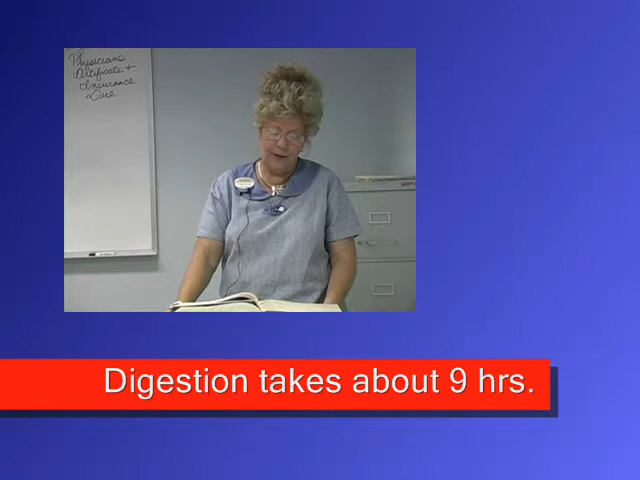 Physicians
Certificate +
Insurance
Due
Digestion takes about 9 hrs.